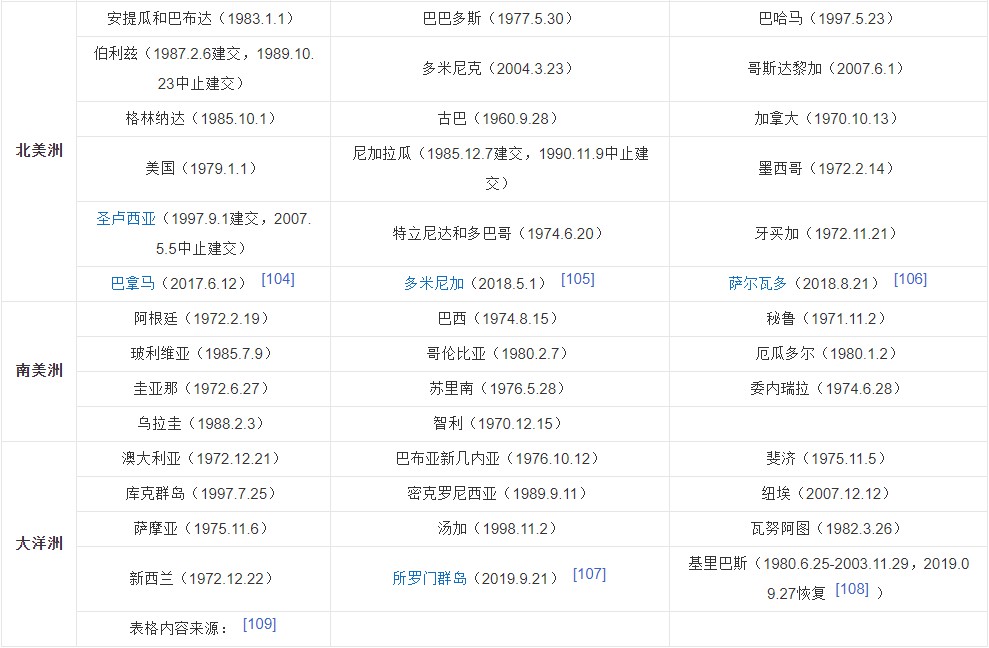 安提瓜和巴布达（1983.1.1）
巴巴多斯（1977.5.30）
巴哈马（1997.5.23）
伯利兹（1987.2.6建交，1989.10.
23中止建交）
多米尼克（2004.3.23）
哥斯达黎加（2007.6.1）
格林纳达（1985.10.1）
古巴（1960.9.28）
加拿大（1970.10.13）
北美洲
美国（1979.1.1）
尼加拉瓜（1985.12.7建交，1990.11.9中止建
交）
墨西哥（1972.2.14）
圣卢西亚（1997.9.1建交，2007.
5.5中止建交）
特立尼达和多巴哥（1974.6.20）
牙买加（1972.11.21）
巴拿马（2017.6.12） [104]
多米尼加（2018.5.1） [105]
萨尔瓦多（2018.8.21） [106]
阿根廷（1972.2.19）
巴西（1974.8.15）
秘鲁（1971.11.2）
玻利维亚（1985.7.9）
哥伦比亚（1980.2.7）
厄瓜多尔（1980.1.2）
南美洲
圭亚那（1972.6.27）
苏里南（1976.5.28）
委内瑞拉（1974.6.28）
乌拉圭（1988.2.3）
智利（1970.12.15）
澳大利亚（1972.12.21）
巴布亚新几内亚（1976.10.12）
斐济（1975.11.5）
库克群岛（1997.7.25）
密克罗尼西亚（1989.9.11）
纽埃（2007.12.12）
萨摩亚（1975.11.6）
汤加（1998.11.2）
瓦努阿图（1982.3.26）
大洋洲
新西兰（1972.12.22）
所罗门群岛（2019.9.21） [107]
基里巴斯（1980.6.25-2003.11.29，2019.0
9.27恢复 [108] ）
表格内容来源： [109]